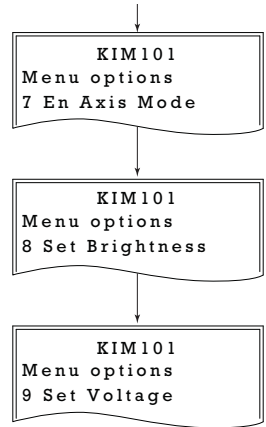 KIM101
Menu options
7 En Axis Mode
KIM101
Menu options
8 Set Brightness
KIM101
Menu options
9 Set Voltage